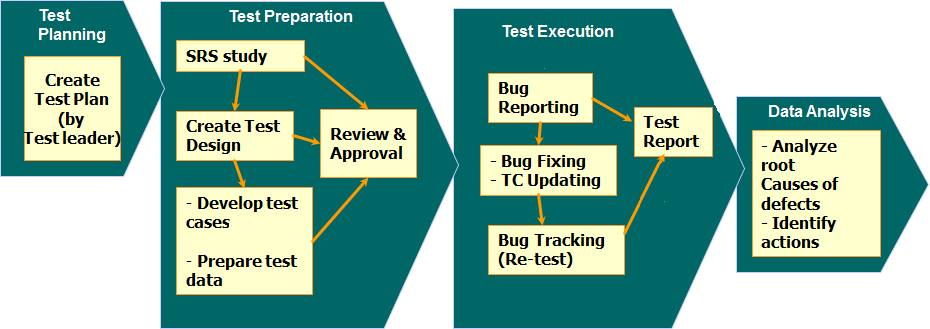 Test
Planning
Create
Test Plan
(by
Test leader)
Test Preparation
SRS study
Create Test
Design
Review &
Approval
- Develop test
cases
- Prepare test
data
Test Execution
Bug
Reporting
Test
Report
- Bug Fixing
- TC Updating
Bug Tracking
(Re-test)
Data Analysis
- Analyze
root
Causes of
defects
- Identify
actions